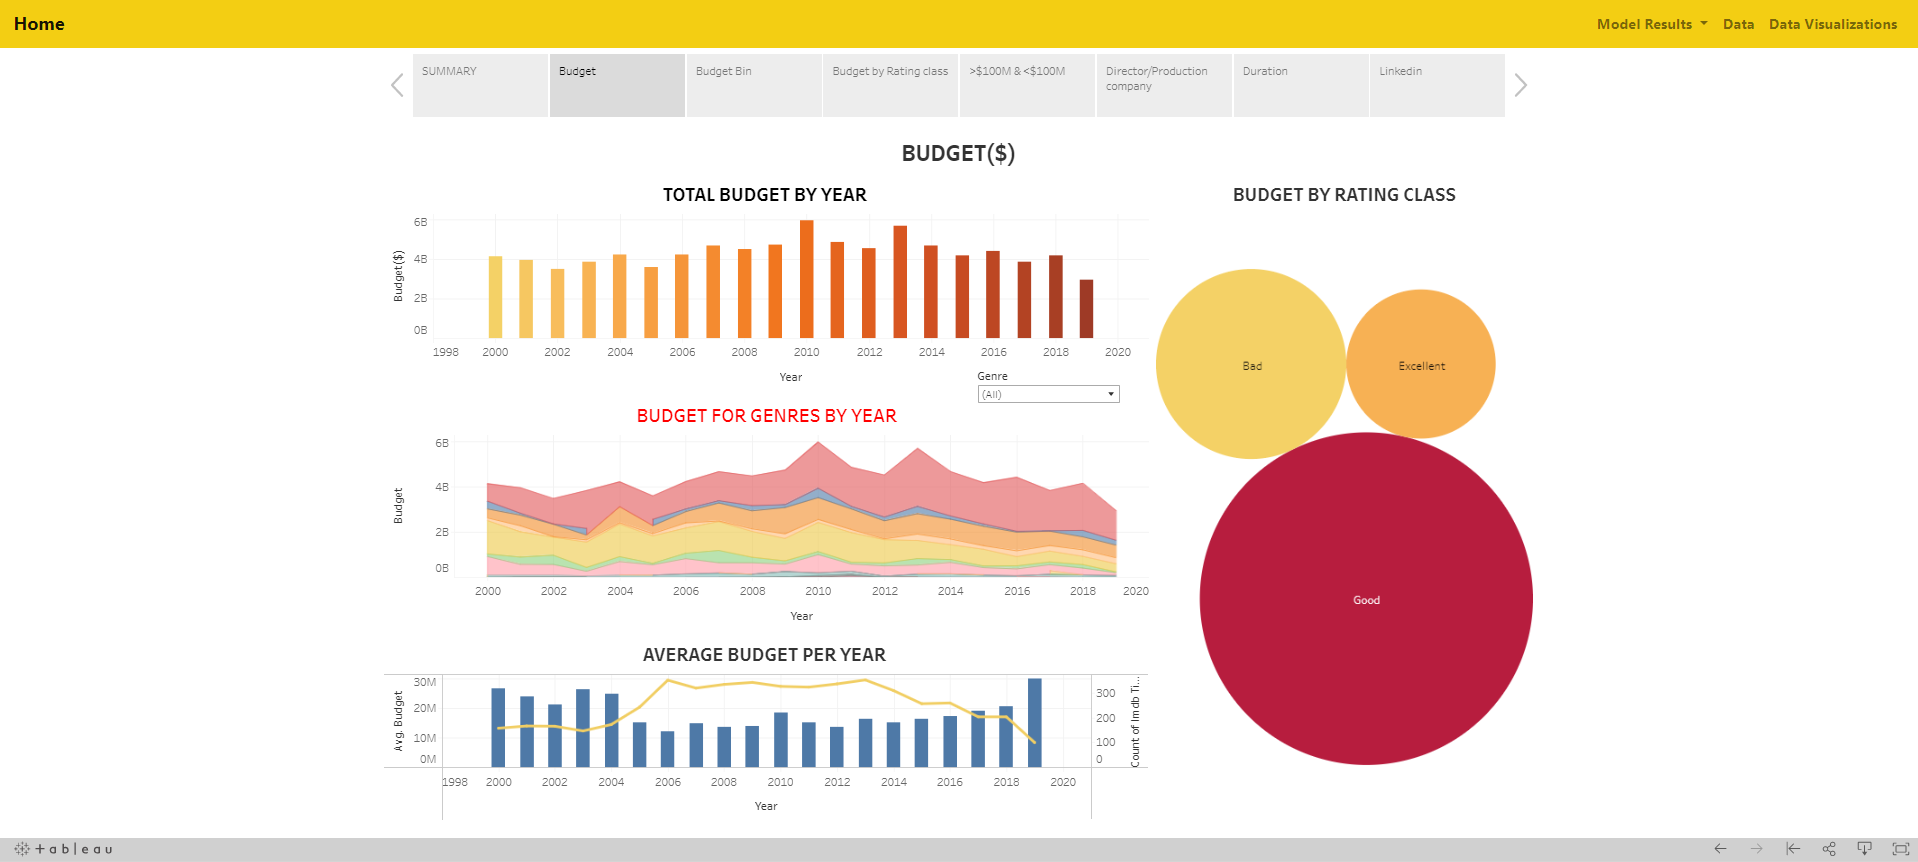 Home
Model Results
Data
Data Visualizations
SUMMARY
Budget
Budget Bin
Budget by Rating class
>$100M & <$100M
Director/Production
company
Duration
Linkedin
BUDGET($)
TOTAL BUDGET BY YEAR
6B
4B
2B
0B
Budget($)
1998 2000 2002 2004 2006 2008 2010 2012 2014 2016 2018 2020
Year
Genre
(All)
BUDGET FOR GENRES BY YEAR
6B
4B
2B
0B
Budget
2000 2002 2004 2006 2008 2010 2012 2014 2016 2018 2020
Year
AVERAGE BUDGET PER YEAR
30M
20M
10M
0M
Avg. Budget
300
200
100
0
Count of Imdb Ti...
1998 2000 2002 2004 2006 2008 2010 2012 2014 2016 2018 2020
Year
BUDGET BY RATING CLASS
Bad
Excellent
Good
+ableau